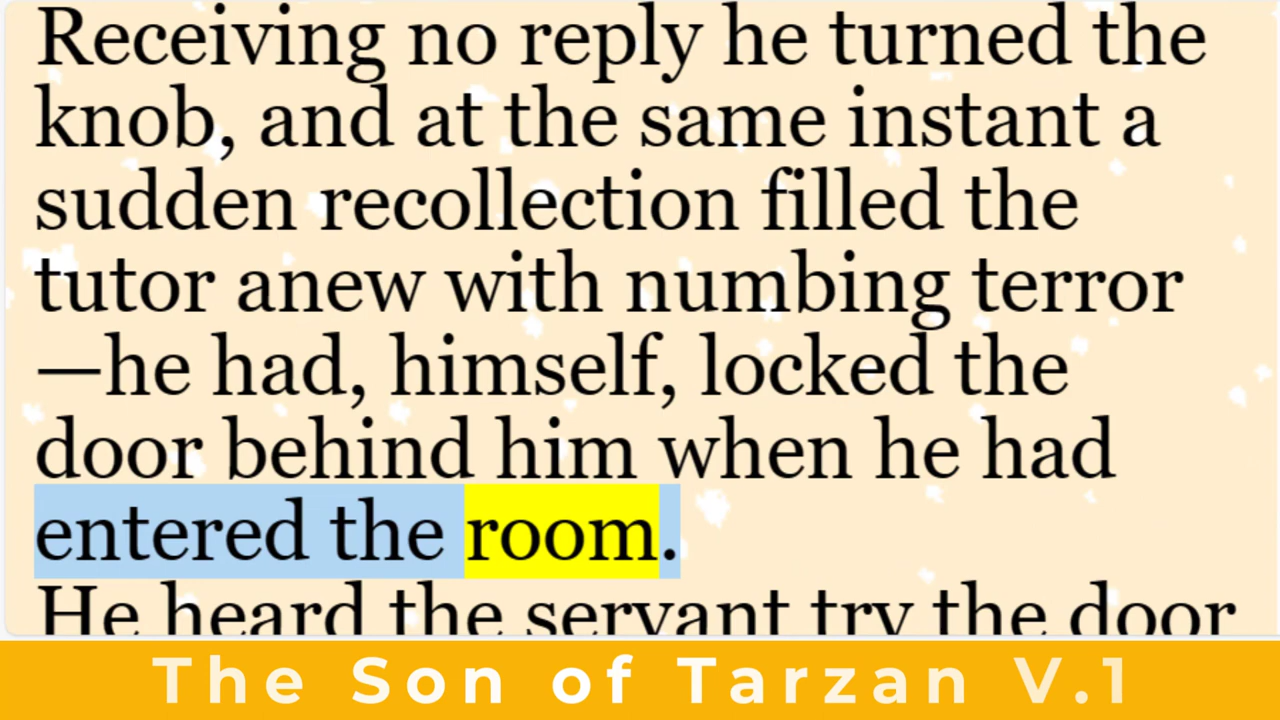 Receiving no reply he turned the
knob, and at the same instant a
sudden recollection filled the
tutor anew with numbing terror
—he had, himself, locked the
door behind him when he had
entered the room.
He heard the servant try the door
The Son of Tarzan V.1